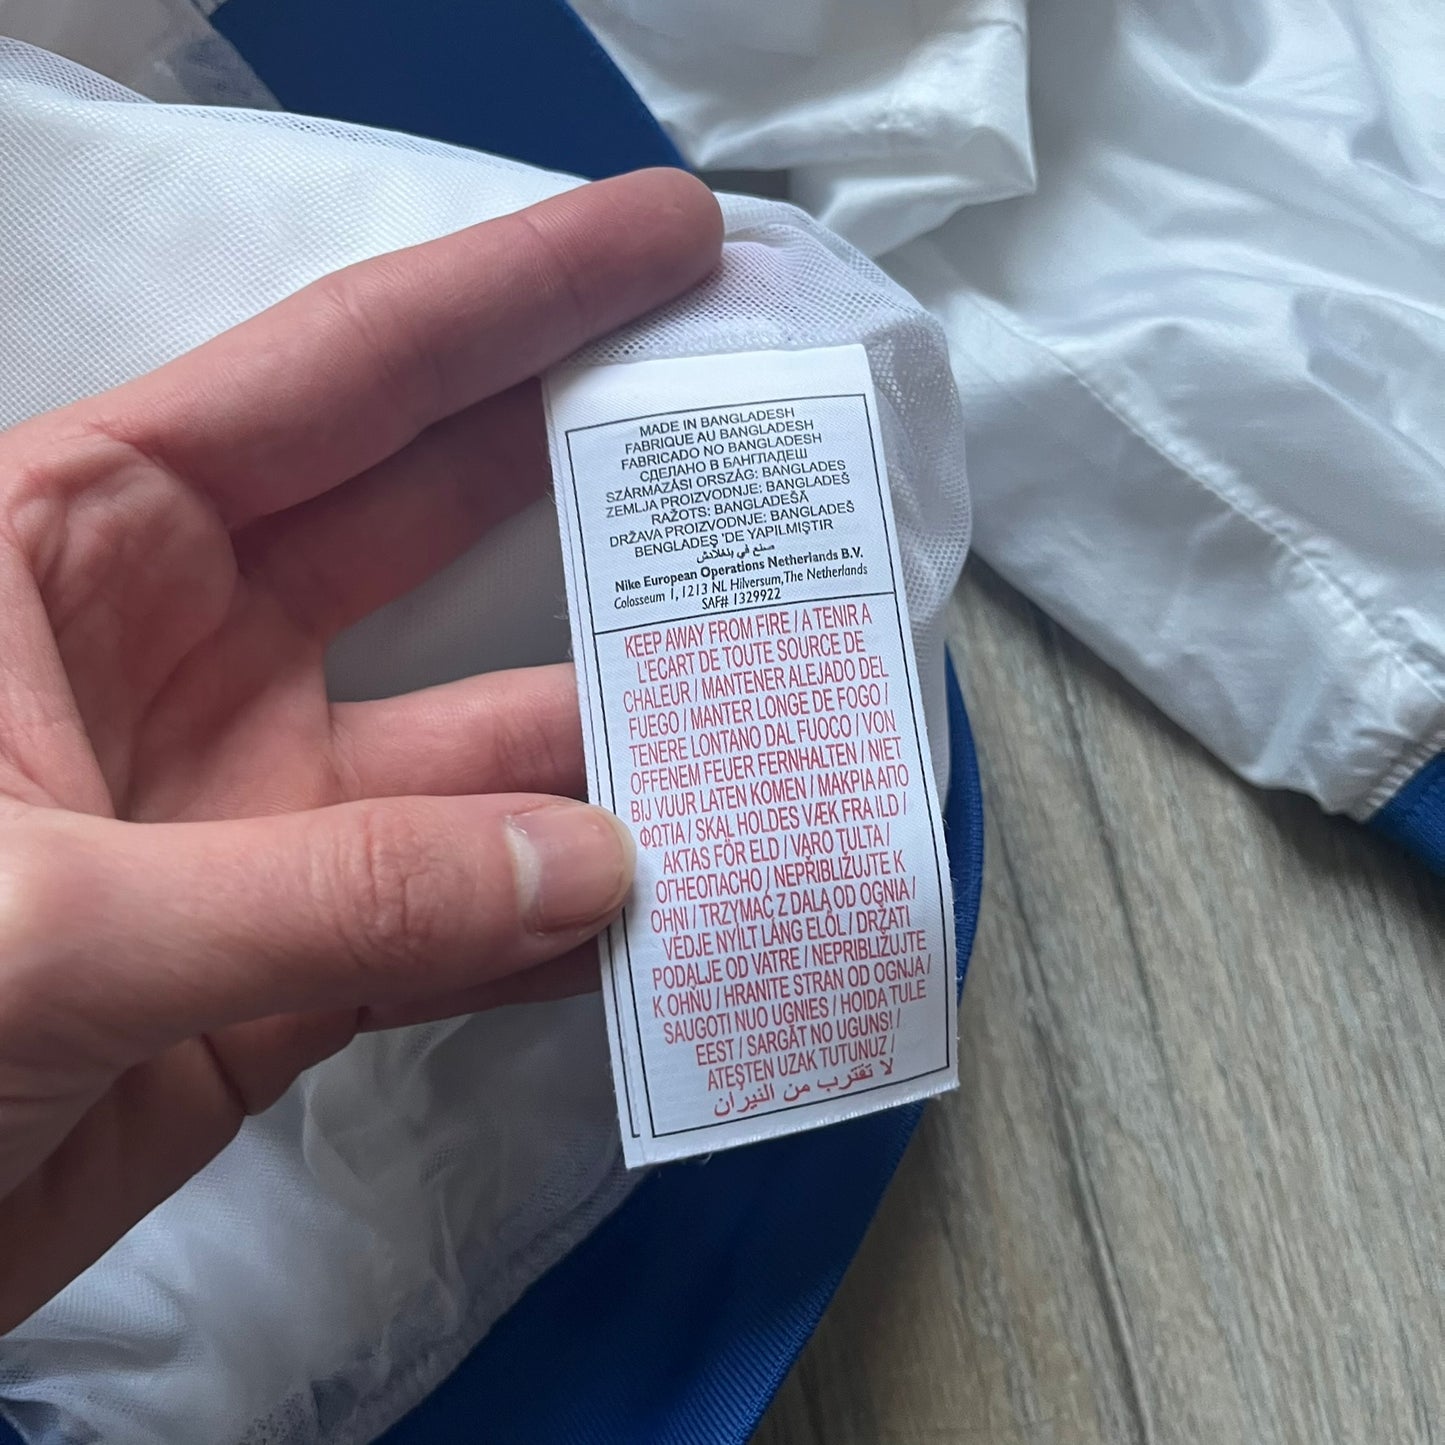 MADE IN BANGLADESH
FABRIQUE AU BANGLADESH
FABRICADO NO BANGLADESH
СДЕЛАНО В БАНГЛАДЕШ
SZÁRMAZÁSI ORSZÁG: BANGLADES
ZEMLJA PROIZVODNJE: BANGLADEŠ
RAŽOTS: BANGLADEŠĀ
DRŽAVA PROIZVODNJE: BANGLADEŠ
BENGLADEŞ 'DE YAPILMIŞTIR
صنع في بنغلادش
Nike European Operations Netherlands B.V.
Colosseum 1, 1213 NL Hilversum, The Netherlands
SAF# 1329922
KEEP AWAY FROM FIRE / A TENIR A
L'ECART DE TOUTE SOURCE DE
CHALEUR / MANTENER ALEJADO DEL
FUEGO / MANTER LONGE DE FOGO /
TENERE LONTANO DAL FUOCO / VON
OFFENEM FEUER FERNHALTEN / NIET
BIJ VUUR LATEN KOMEN / ΜΑΚΡΙΑ ΑΠΟ
ΦΩΤΙΑ / SKAL HOLDES VÆK FRA ILD /
AKTAS FÖR ELD / VARO TULTA /
ОГНЕОПАСНО / NEPŘIBLIŽUJTE K
OHNI / TRZYMAĆ Z DALĄ OD OGNIA /
VEDJE NYÍLT LÁNG ELÖL / DRŽATI
PODALJE OD VATRE / NEPRIBLIŽUJTE
K OHŇU / HRANITE STRAN OD OGNJA /
SAUGOTI NUO UGNIES / HOIDA TULE
EEST / SARGĀT NO UGUNS! /
ATEŞTEN UZAK TUTUNUZ /
لا تقترب من النيران